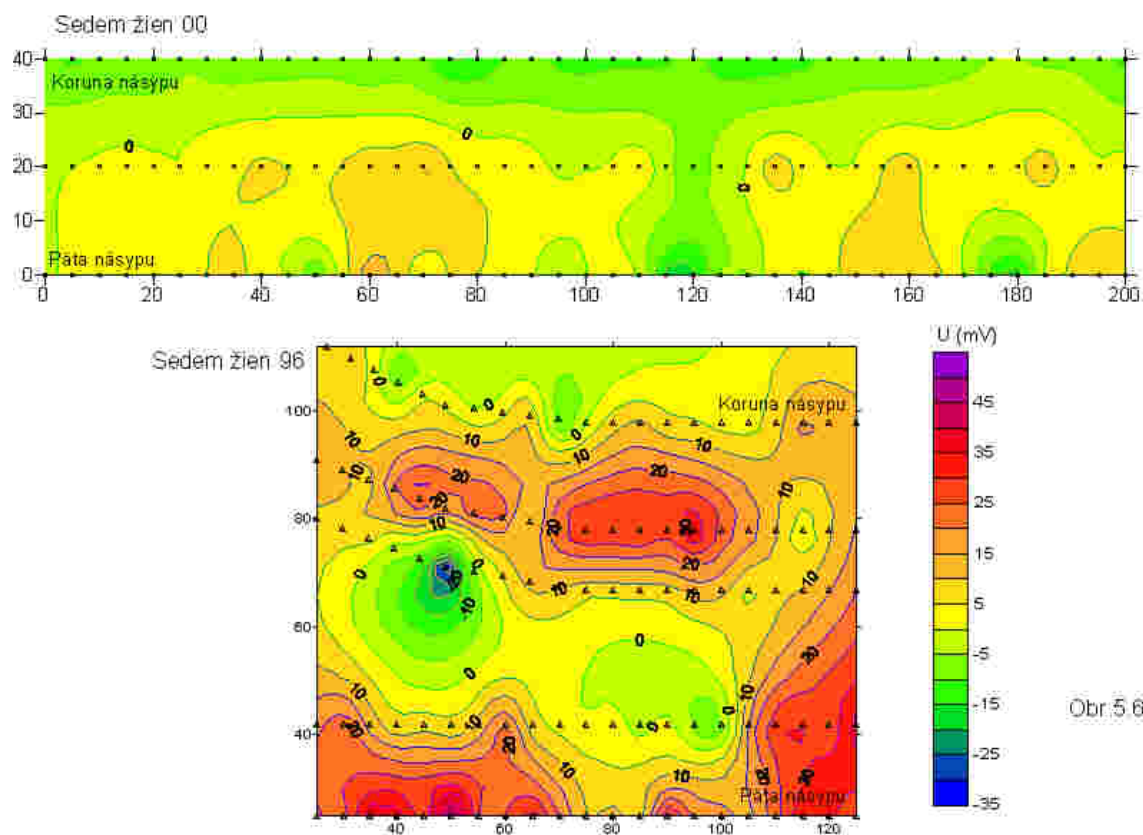 Sedem žien 00
40
Koruna násypu
30
0 0
20
0
10
Päta násypu
0
0 20 40 60 80 100 120 140 160 180 200
Sedem žien 96
U (mV)
100
80
60
40
Koruna násypu
Päta násypu
40 60 80 100 120
45
35
25
15
5
-5
-15
-25
-35
Obr.5.6